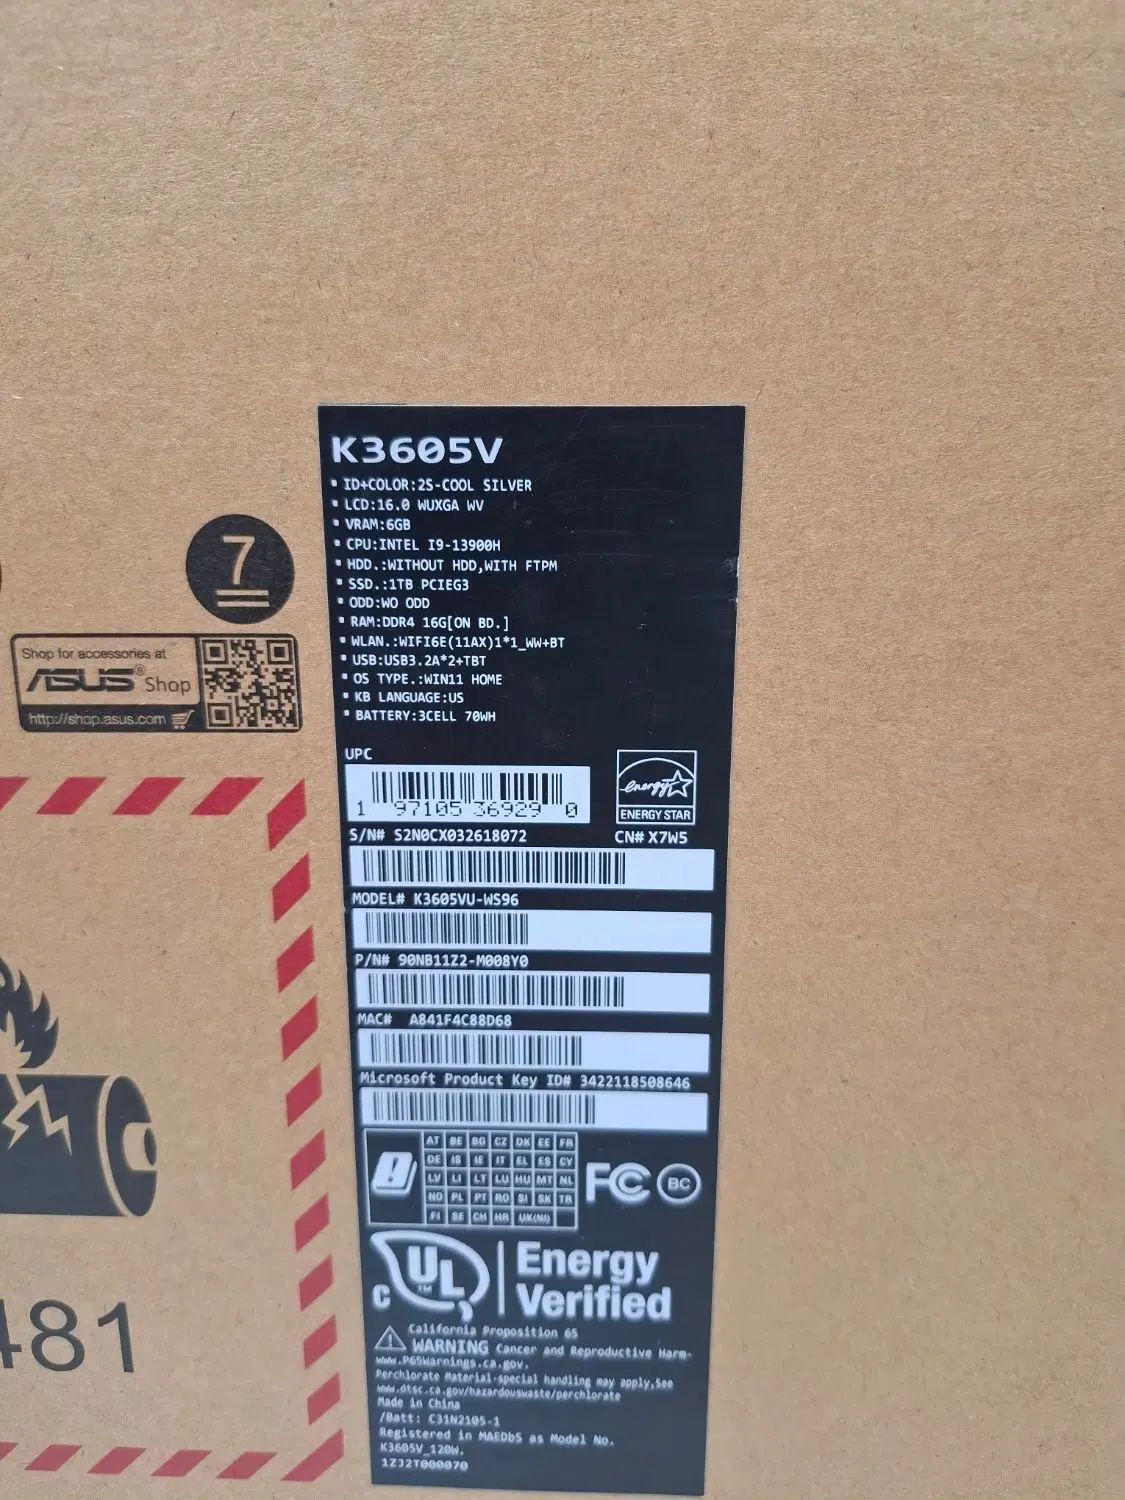 K3605V
• ID+COLOR:2S-COOL SILVER
• LCD:16.0 WUXGA WV
• VRAM:6GB
• CPU:INTEL I9-13900H
• HDD.:WITHOUT HDD,WITH FTPM
• SSD.:1TB PCIEG3
• ODD:WO ODD
• RAM:DDR4 16G[ON BD.]
• WLAN.:WIFI6E(11AX)1*1_WW+BT
• USB:USB3.2A*2+TBT
• OS TYPE.:WIN11 HOME
• KB LANGUAGE:US
• BATTERY:3CELL 70WH
7
Shop for accessories at
ASUS® Shop
http://shop.asus.com
UPC
1 97105 36929 0
energy
ENERGY STAR
S/N# S2N0CX032618072
CN# X7W5
MODEL# K3605VU-WS96
P/N# 90NB11Z2-M008Y0
MAC# A841F4C88D68
Microsoft Product Key ID# 3422118508646
AT BE BG CZ DK EE FR
DE IS IE IT EL ES CY
LV LI LT LU HU MT NL
NO PL PT RO SI SK TR
FI SE CH HR UK(NI)
FC BC
C UL™ Energy
Verified
California Proposition 65
WARNING Cancer and Reproductive Harm-
www.P65Warnings.ca.gov.
Perchlorate Material-special handling may apply,See
www.dtsc.ca.gov/hazardouswaste/perchlorate
Made in China
/Batt: C31N2105-1
Registered in MAEDbS as Model No.
K3605V_120W.
1ZJ2T000070
481